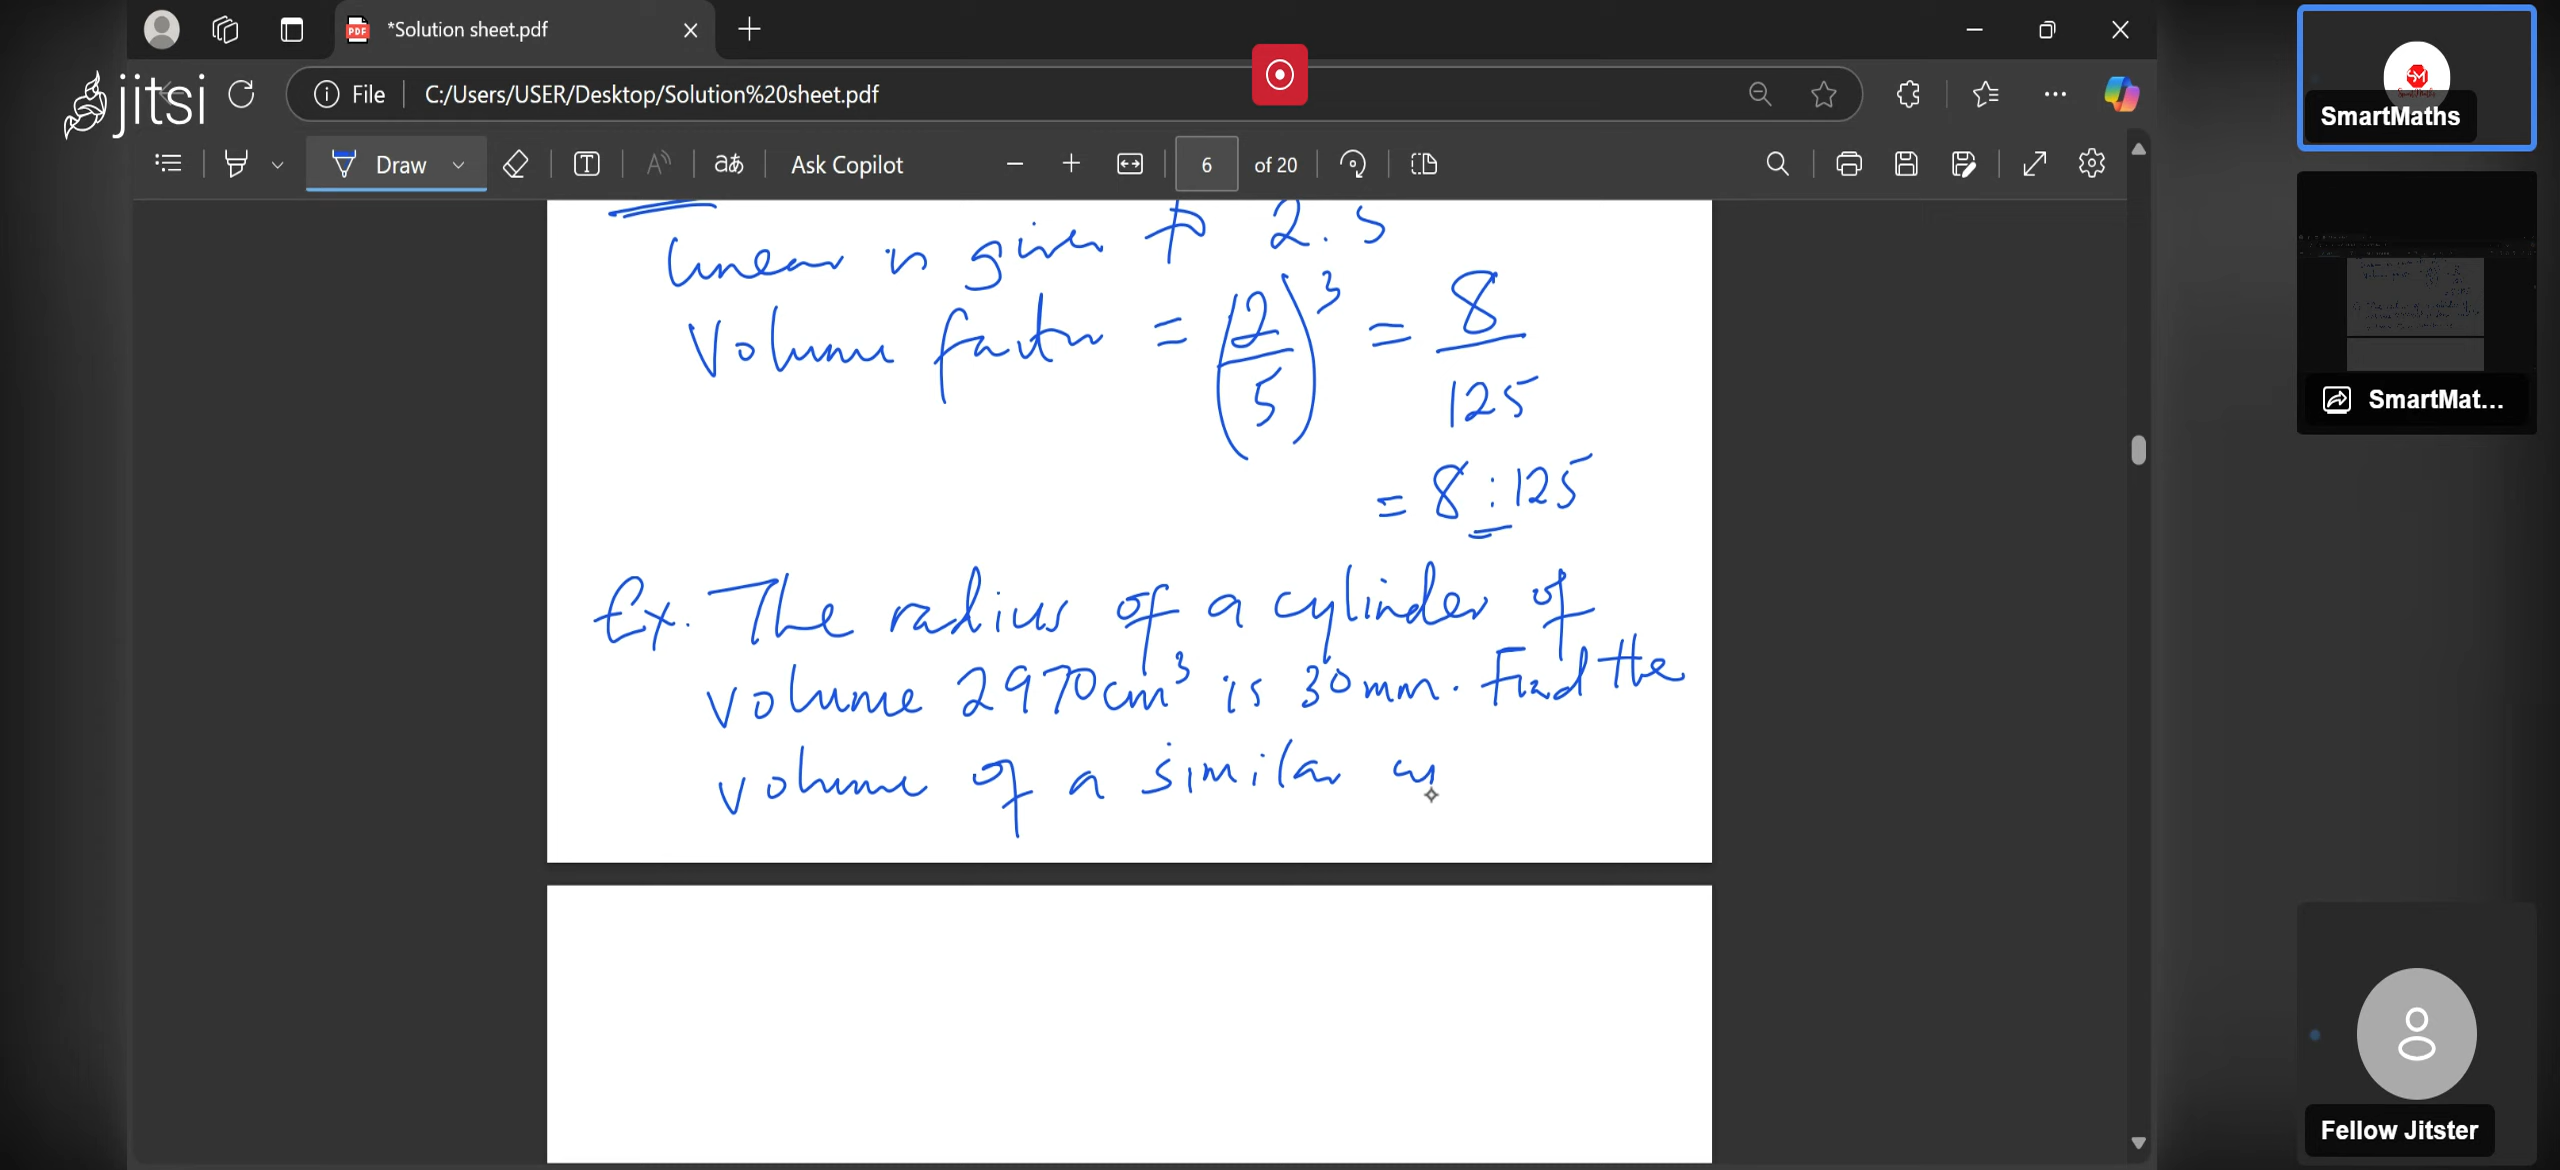 *Solution sheet.pdf
jitsi
File
C:/Users/USER/Desktop/Solution%20sheet.pdf
Draw
Ask Copilot
6 of 20
linear is given 2.5
Volume factor = (2/5)³ = 8/125
= 8:125
Ex. The radius of a cylinder of
volume 2970cm³ is 30mm. Find the
volume of a similar cy
SmartMaths
SmartMat...
Fellow Jitster